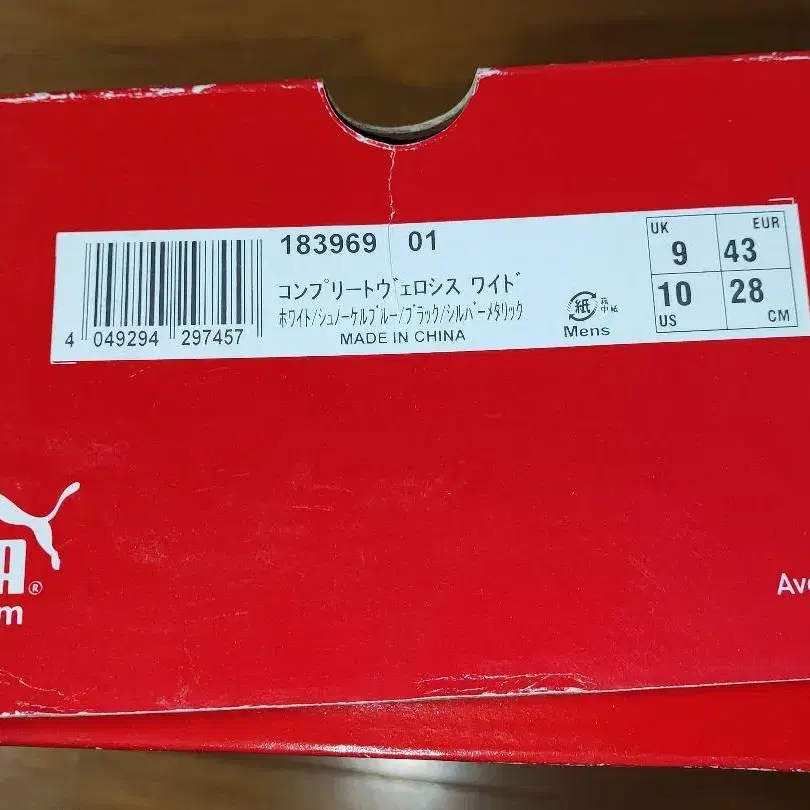 183969 01
コンプリートヴェロシス ワイド
ホワイト/シュノーケルブルー/ブラック/シルバーメタリック
MADE IN CHINA
4 049294 297457
紙
Mens
UK 9
EUR 43
10 US
28 CM
A®
m
Ave